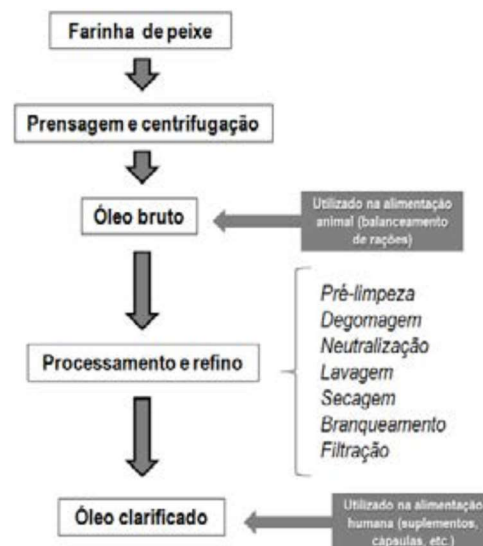 Farinha de peixe
Prensagem e centrifugação
Óleo bruto
Utilizado na alimentação
animal (balanceamento
de rações)
Processamento e refino
Pré-limpeza
Degomagem
Neutralização
Lavagem
Secagem
Branqueamento
Filtração
Óleo clarificado
Utilizado na alimentação
humana (suplementos,
cápsulas, etc.)